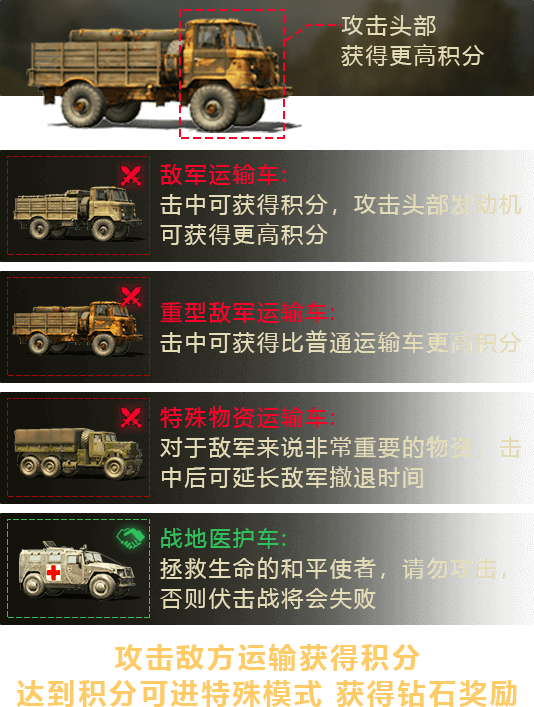 攻击头部
获得更高积分
敌军运输车:
击中可获得积分，攻击头部发动机
可获得更高积分
重型敌军运输车:
击中可获得比普通运输车更高积分
特殊物资运输车:
对于敌军来说非常重要的物资，击
中后可延长敌军撤退时间
战地医护车:
拯救生命的和平使者，请勿攻击，
否则伏击战将会失败
攻击敌方运输获得积分
达到积分可进特殊模式 获得钻石奖励